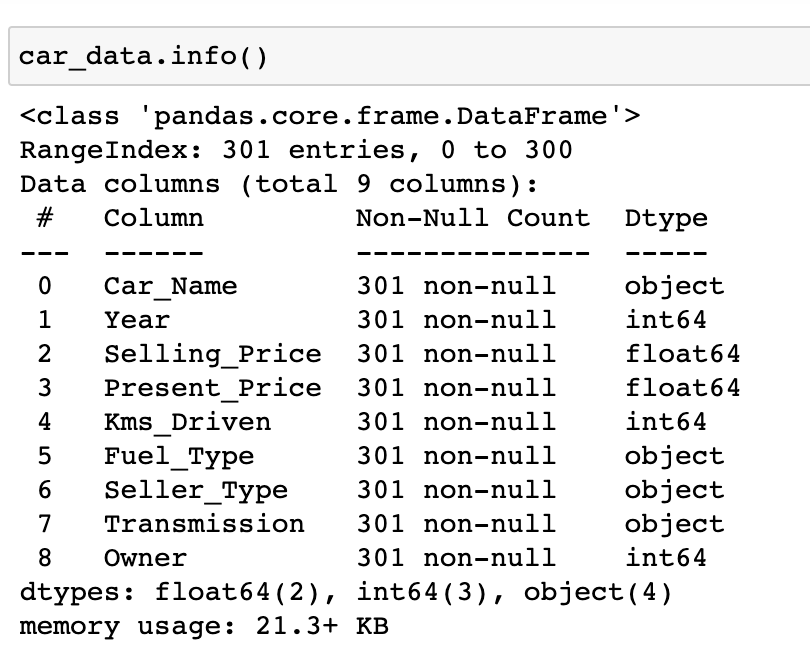 car_data.info()
<class 'pandas.core.frame.DataFrame'>
RangeIndex: 301 entries, 0 to 300
Data columns (total 9 columns):
 #   Column         Non-Null Count  Dtype
---  ------         --------------  -----
 0   Car_Name       301 non-null    object
 1   Year           301 non-null    int64
 2   Selling_Price  301 non-null    float64
 3   Present_Price  301 non-null    float64
 4   Kms_Driven     301 non-null    int64
 5   Fuel_Type      301 non-null    object
 6   Seller_Type    301 non-null    object
 7   Transmission   301 non-null    object
 8   Owner          301 non-null    int64
dtypes: float64(2), int64(3), object(4)
memory usage: 21.3+ KB